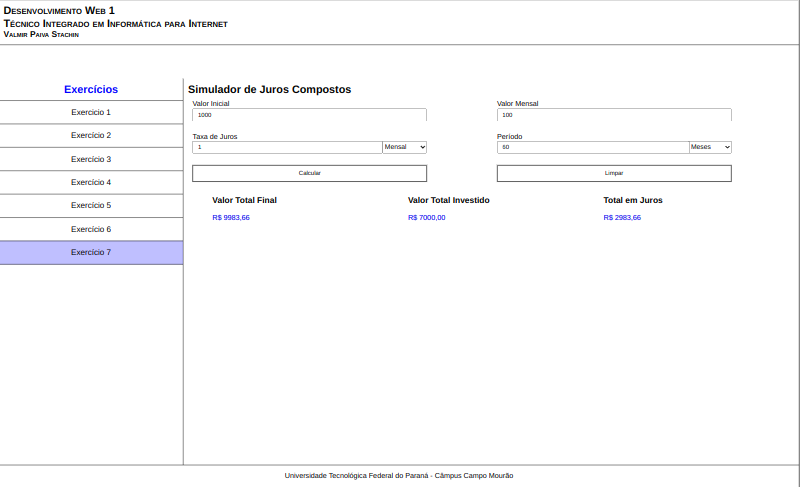 Desenvolvimento Web 1
Técnico Integrado em Informática para Internet
Valmir Paiva Stachin
Exercícios
Exercicio 1
Exercício 2
Exercício 3
Exercício 4
Exercício 5
Exercício 6
Exercício 7
Simulador de Juros Compostos
Valor Inicial
1000
Valor Mensal
100
Taxa de Juros
1
Mensal
Período
60
Meses
Calcular
Limpar
Valor Total Final
Valor Total Investido
Total em Juros
R$ 9983,66
R$ 7000,00
R$ 2983,66
Universidade Tecnológica Federal do Paraná - Câmpus Campo Mourão